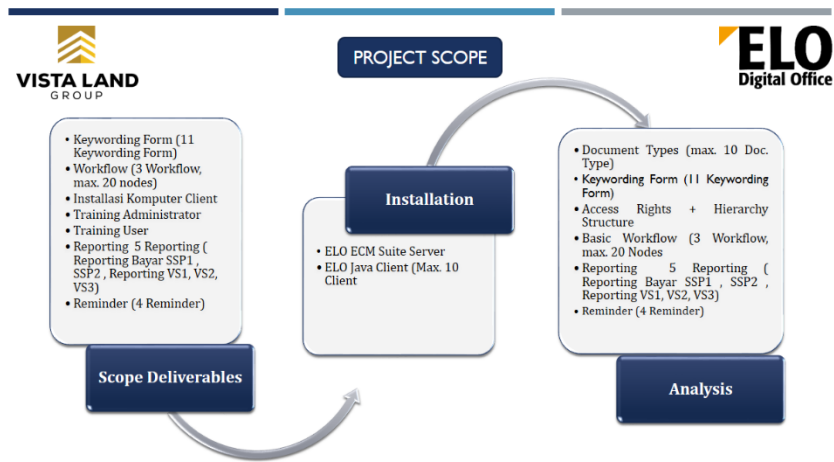 VISTA LAND
GROUP
PROJECT SCOPE
ELO
Digital Office
• Keywording Form (11
Keywording Form)
• Workflow (3 Workflow,
max. 20 nodes)
• Installasi Komputer Client
• Training Administrator
• Training User
• Reporting 5 Reporting (
Reporting Bayar SSP1 ,
SSP2 , Reporting VS1, VS2,
VS3)
• Reminder (4 Reminder)
Scope Deliverables
Installation
• ELO ECM Suite Server
• ELO Java Client (Max. 10
Client
• Document Types (max. 10 Doc.
Type)
• Keywording Form (11 Keywording
Form)
• Access Rights + Hierarchy
Structure
• Basic Workflow (3 Workflow,
max. 20 Nodes
• Reporting 5 Reporting (
Reporting Bayar SSP1 , SSP2 ,
Reporting VS1, VS2, VS3)
• Reminder (4 Reminder)
Analysis